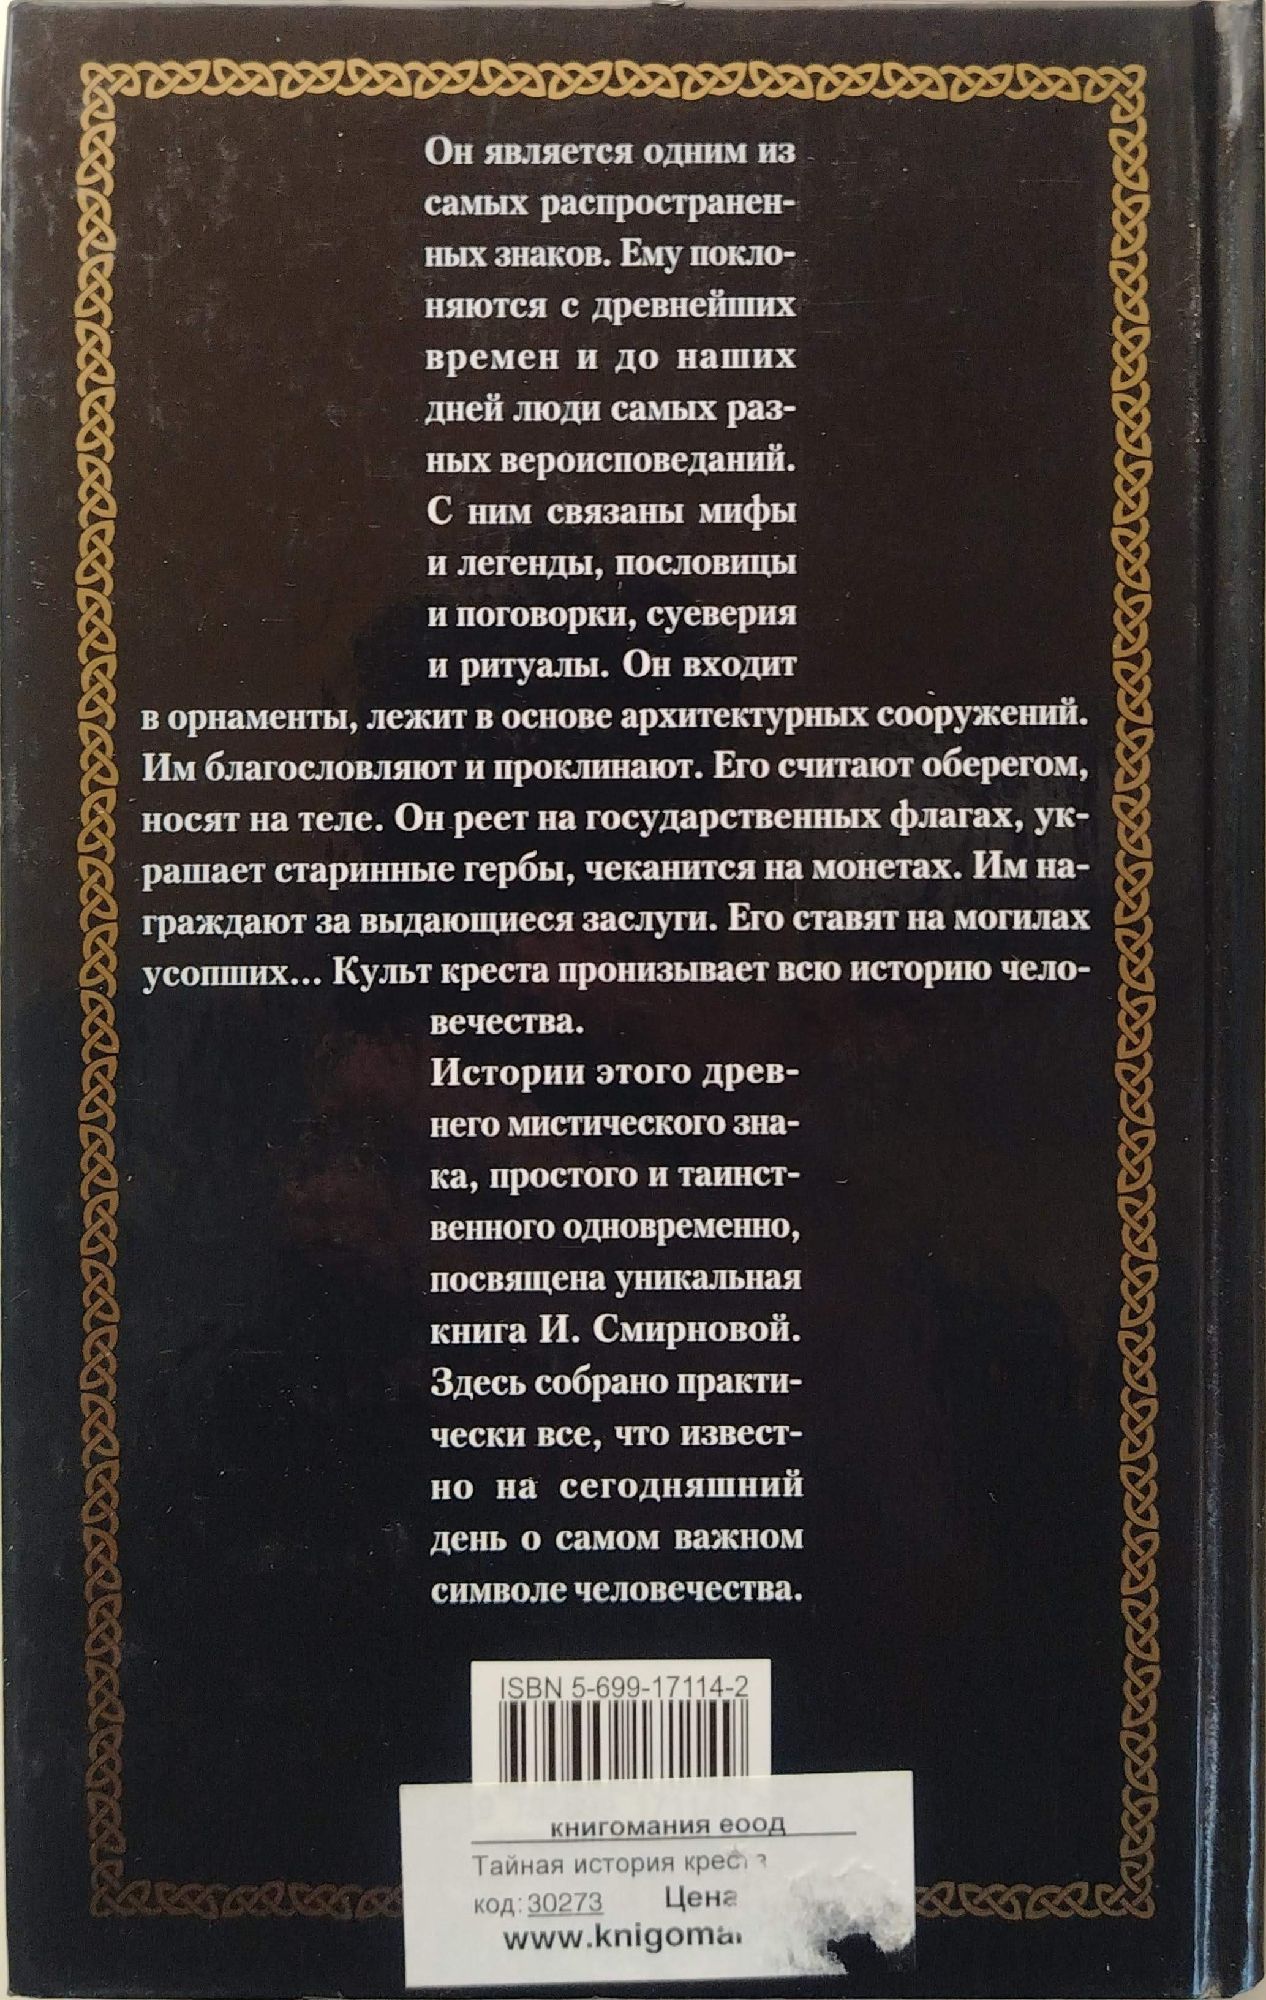 Он является одним из
самых распространен-
ных знаков. Ему покло-
няются с древнейших
времен и до наших
дней люди самых раз-
ных вероисповеданий.
С ним связаны мифы
и легенды, пословицы
и поговорки, суеверия
и ритуалы. Он входит
в орнаменты, лежит в основе архитектурных сооружений.
Им благословляют и проклинают. Его считают оберегом,
носят на теле. Он реет на государственных флагах, ук-
рашает старинные гербы, чеканится на монетах. Им на-
граждают за выдающиеся заслуги. Его ставят на могилах
усопших... Культ креста пронизывает всю историю чело-
вечества.
Истории этого древ-
него мистического зна-
ка, простого и таинст-
венного одновременно,
посвящена уникальная
книга И. Смирновой.
Здесь собрано практи-
чески все, что извест-
но на сегодняшний
день о самом важном
символе человечества.
ISBN 5-699-17114-2
книгомания еоод
Тайная история креста
код: 30273 Цена
www.knigoma